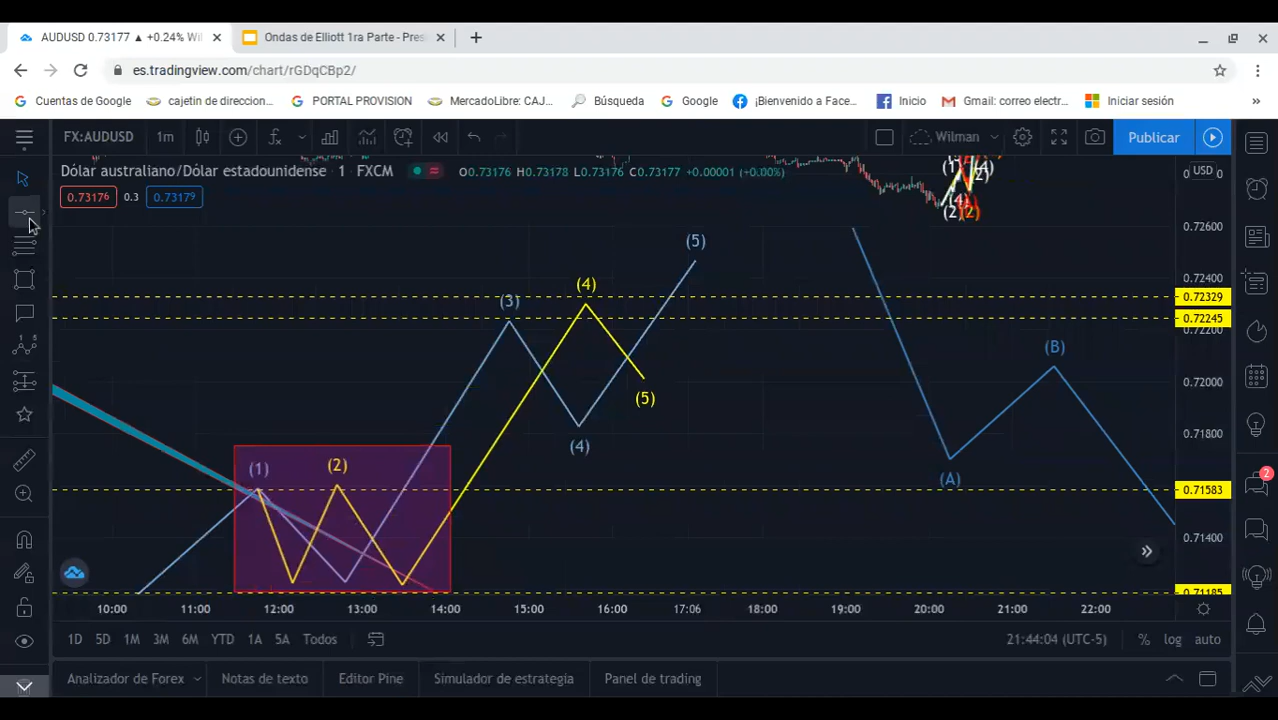 AUDUSD 0.73177 ▲ +0.24% Wil
Ondas de Elliott 1ra Parte - Pres
es.tradingview.com/chart/rGDqCBp2/
Cuentas de Google
cajetin de direccion...
PORTAL PROVISION
MercadoLibre: CAJ...
Búsqueda
Google
¡Bienvenido a Face...
Inicio
Gmail: correo electr...
Iniciar sesión
FX:AUDUSD
1m
Wilman
Publicar
Dólar australiano/Dólar estadounidense · 1 · FXCM
O0.73176 H0.73178 L0.73176 C0.73177 +0.00001 (+0.00%)
USD
0.73176
0.3
0.73179
(4)
(2)
(4)
(2)
(2)
0.72600
(5)
0.72400
(4)
0.72329
(3)
0.72245
0.72200
(B)
0.72000
(5)
0.71800
(4)
(1)
(2)
(A)
0.71583
0.71400
0.71185
10:00
11:00
12:00
13:00
14:00
15:00
16:00
17:06
18:00
19:00
20:00
21:00
22:00
1D
5D
1M
3M
6M
YTD
1A
5A
Todos
21:44:04 (UTC-5)
%
log
auto
2
Analizador de Forex
Notas de texto
Editor Pine
Simulador de estrategia
Panel de trading